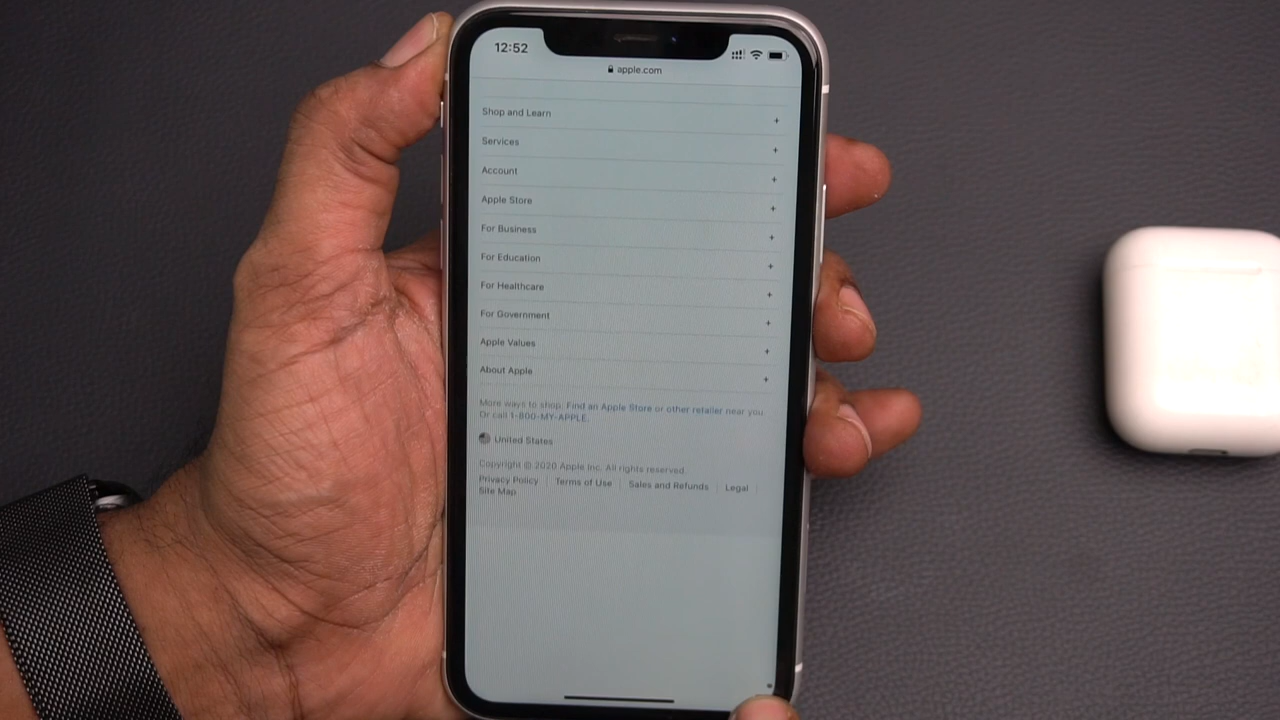 12:52
apple.com
Shop and Learn +
Services +
Account +
Apple Store +
For Business +
For Education +
For Healthcare +
For Government +
Apple Values +
About Apple +
More ways to shop: Find an Apple Store or other retailer near you.
Or call 1-800-MY-APPLE.
United States
Copyright © 2020 Apple Inc. All rights reserved.
Privacy Policy | Terms of Use | Sales and Refunds | Legal |
Site Map